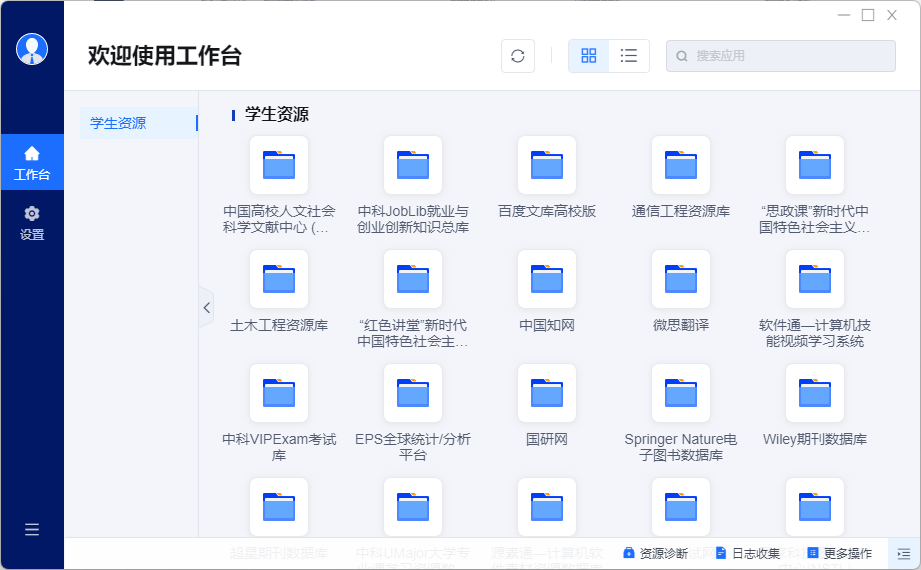 欢迎使用工作台
搜索应用
工作台
设置
学生资源
学生资源
中国高校人文社会
科学文献中心 (...
中科JobLib就业与
创业创新知识总库
百度文库高校版
通信工程资源库
“思政课”新时代中
国特色社会主义...
土木工程资源库
“红色讲堂”新时代
中国特色社会主...
中国知网
微思翻译
软件通—计算机技
能视频学习系统
中科VIPExam考试
库
EPS全球统计/分析
平台
国研网
Springer Nature电
子图书数据库
Wiley期刊数据库
超星期刊数据库
中科UMajor大学专
源素通—计算机软
资源诊断
日志收集
更多操作